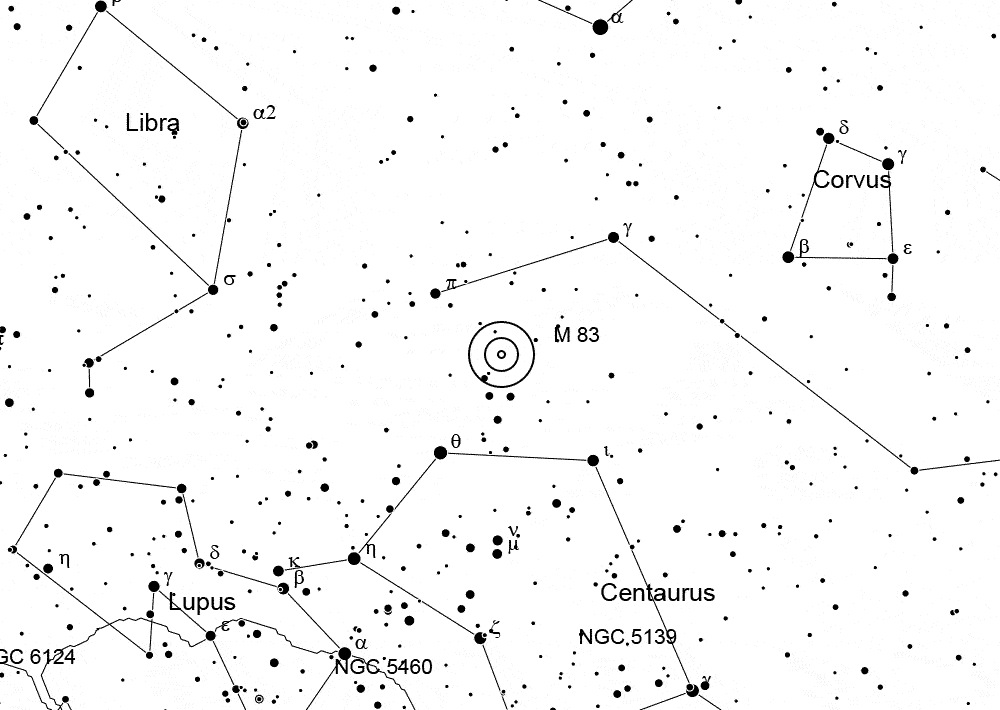 β
α
α2
Libra
δ
γ
Corvus
γ
β
ε
σ
π
M 83
θ
ι
ν
η
δ
η
μ
κ
γ
β
Lupus
Centaurus
ε
ζ
NGC 5139
α
GC 6124
NGC 5460
γ